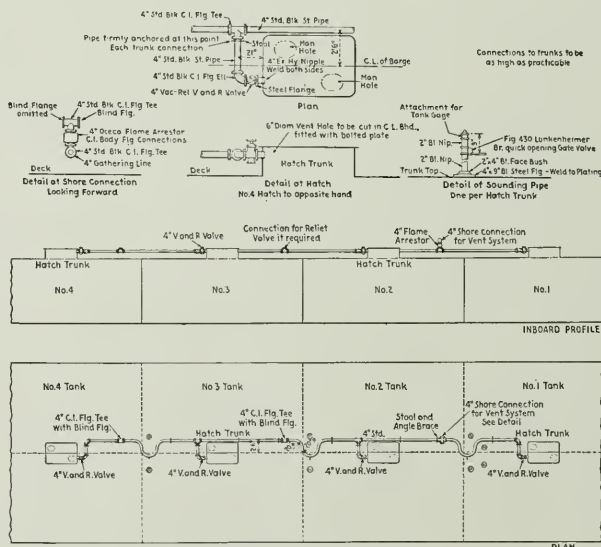 4" Std Blk C.I. Flg Tee
4" Std. Blk St. Pipe
Pipe firmly anchored at this point
Each trunk connection
Stool
Man
Hole
2'9"
4" Std. Blk. St. Pipe
21"
4" Ex Hy Nipple
Weld both sides
C.L. of Barge
4" Std Blk C I Flg Ell
4" Vac-Rel V and R Valve
Steel Flange
Man
Hole
Plan
Connections to trunks to be
as high as practicable
Blind Flange
omitted
4" Std Blk C.I. Flg Tee
Blind Flg.
4" Oceco Flame Arrestor
C.I. Body Flg Connections
4" Std. Blk C.I. Flg Tee
4" Gathering Line
Deck
Detail at Shore Connection
Looking Forward
6" Diam Vent Hole to be cut in C.L. Bhd.,
fitted with bolted plate
Hatch Trunk
Deck
Detail at Hatch
No.4 Hatch to opposite hand
Attachment for
Tank Gage
2" Bl Nip.
Fig 430 Lunkenheimer
Br. quick opening Gate Valve
2" Bl. Nip
2" x 4" Bl. Face Bush
Trunk Top
4" x 9" Bl Steel Flg - Weld to Plating
Detail of Sounding Pipe
One per Hatch Trunk
4" V and R Valve
Connection for Relief
Valve if required
4" Flame
Arrestor
4" Shore Connection
for Vent System
Hatch Trunk
Hatch Trunk
No.4
No.3
No.2
No.1
INBOARD PROFILE
No.4 Tank
No 3 Tank
No.2 Tank
No.1 Tank
4" C.I. Flg. Tee
with Blind Flg.
4" C.I. Flg Tee
with Blind Flg.
Stool and
Angle Brace
4" Shore Connection
for Vent System
See Detail
Hatch Trunk
4" Std.
Hatch Trunk
4" V. and R. Valve
4" V. and R. Valve
4" V. and R. Valve
4" V. and R. Valve
PLAN